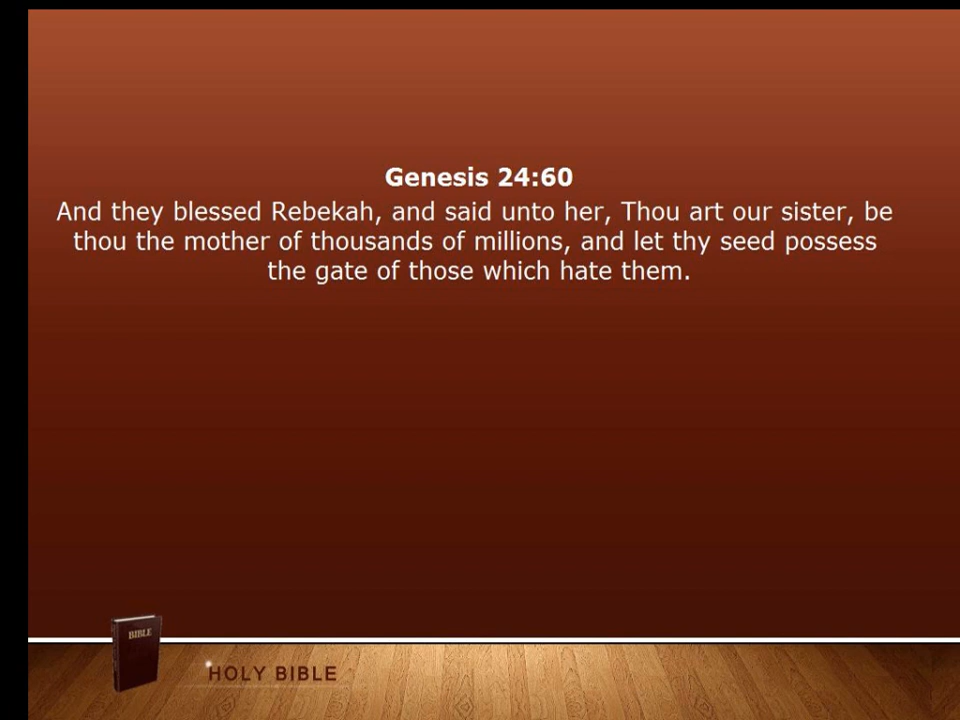 Genesis 24:60
And they blessed Rebekah, and said unto her, Thou art our sister, be
thou the mother of thousands of millions, and let thy seed possess
the gate of those which hate them.
BIBLE
HOLY BIBLE